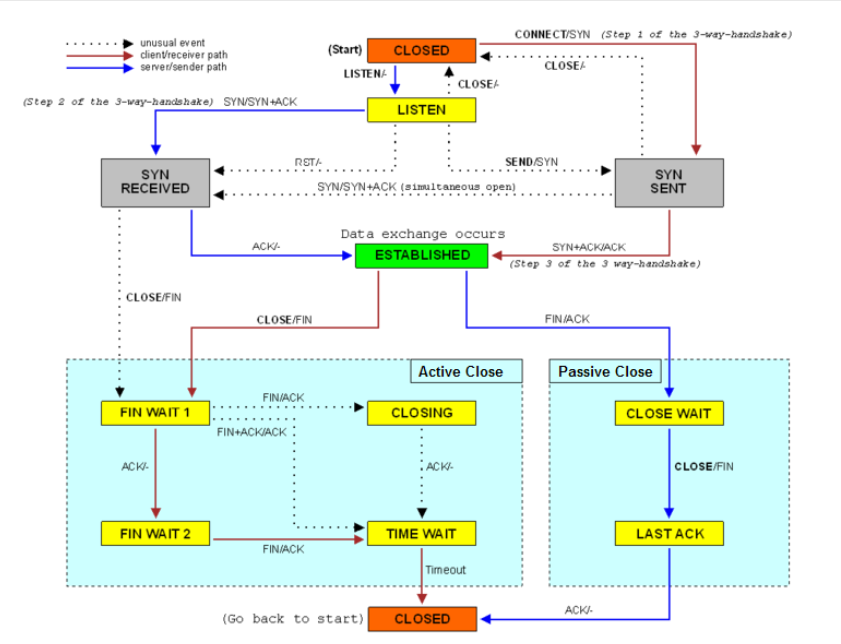 unusual event
client/receiver path
server/sender path
(Start)
CLOSED
CONNECT/SYN (Step 1 of the 3-way-handshake)
CLOSE/-
LISTEN/-
CLOSE/-
(Step 2 of the 3-way-handshake) SYN/SYN+ACK
LISTEN
RST/-
SEND/SYN
SYN
RECEIVED
SYN
SENT
SYN/SYN+ACK (simultaneous open)
Data exchange occurs
ACK/-
ESTABLISHED
SYN+ACK/ACK
(Step 3 of the 3 way-handshake)
CLOSE/FIN
CLOSE/FIN
FIN/ACK
Active Close
Passive Close
FIN WAIT 1
FIN/ACK
CLOSING
CLOSE WAIT
FIN+ACK/ACK
ACK/-
ACK/-
CLOSE/FIN
FIN WAIT 2
FIN/ACK
TIME WAIT
LAST ACK
Timeout
(Go back to start)
CLOSED
ACK/-